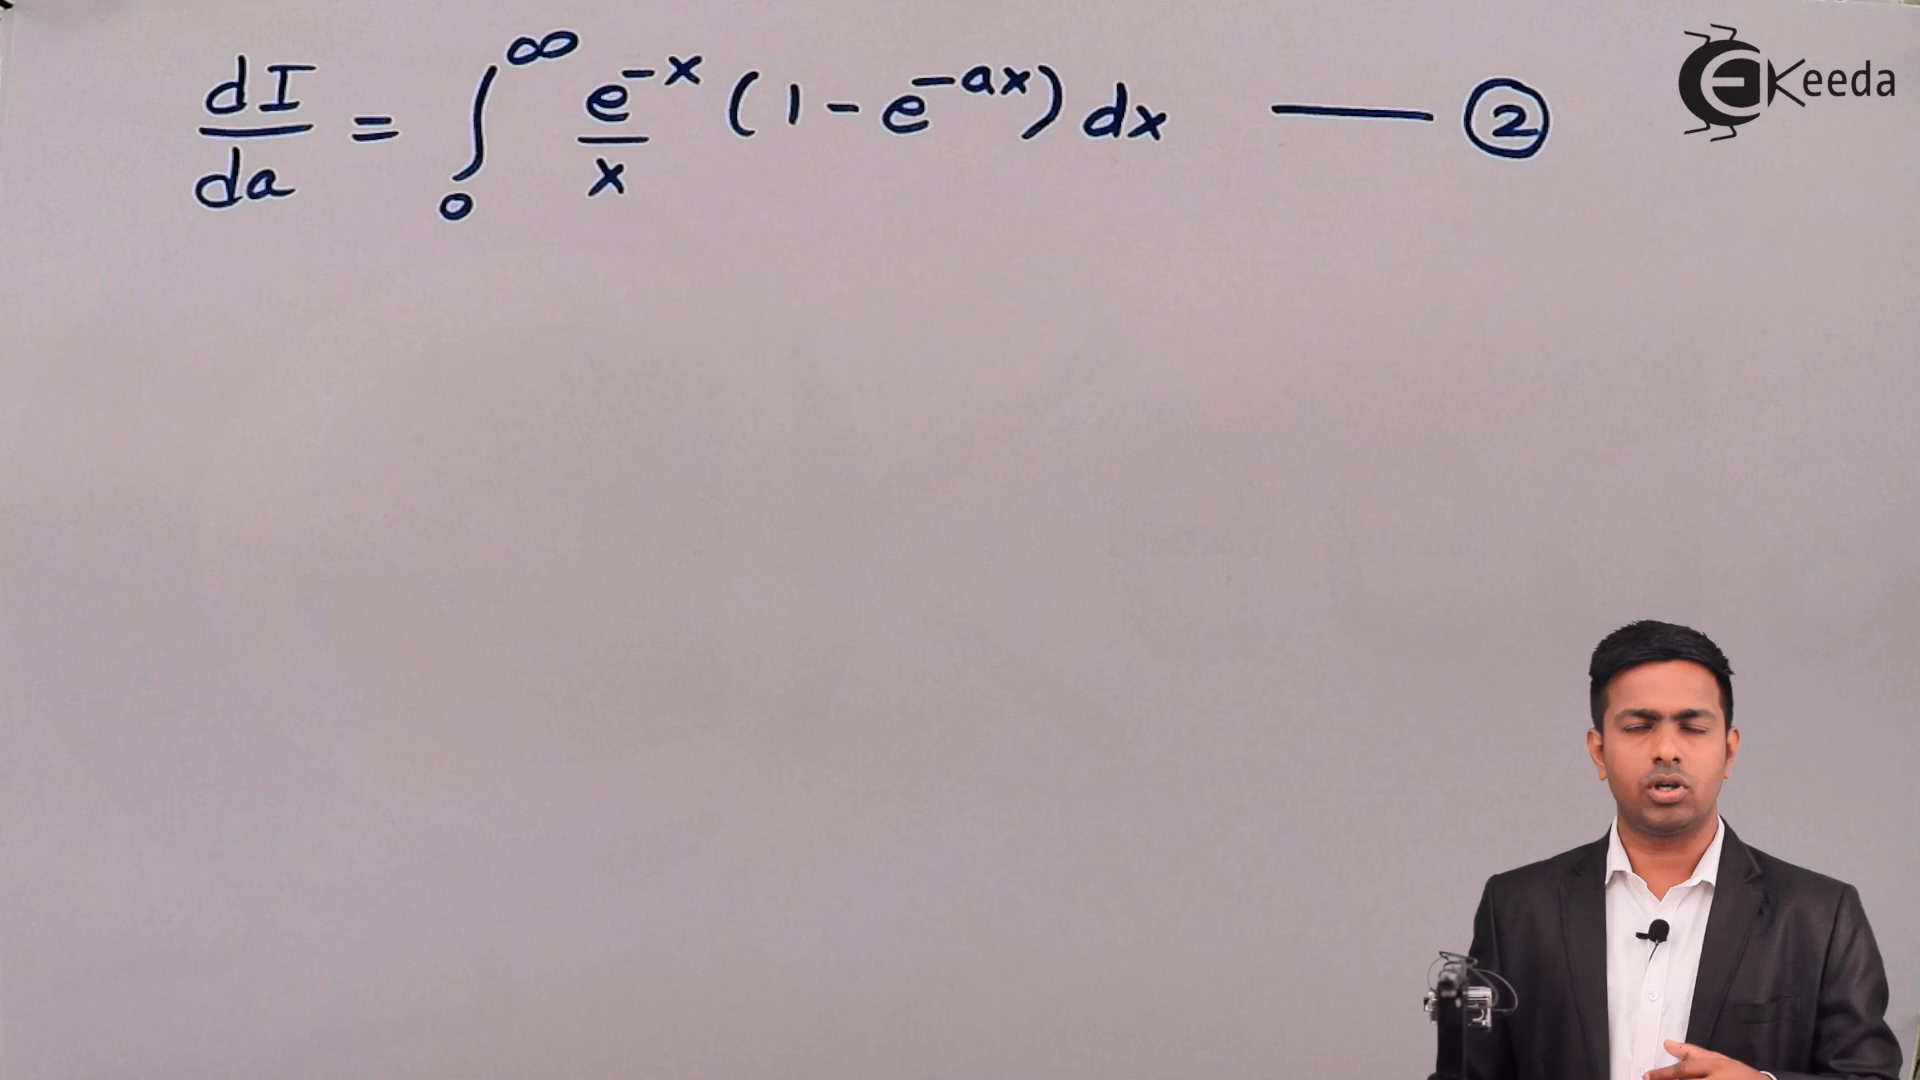 dI/da = ∫₀^∞ e^{-x}/x (1 - e^{-ax}) dx —— ②
eKeeda